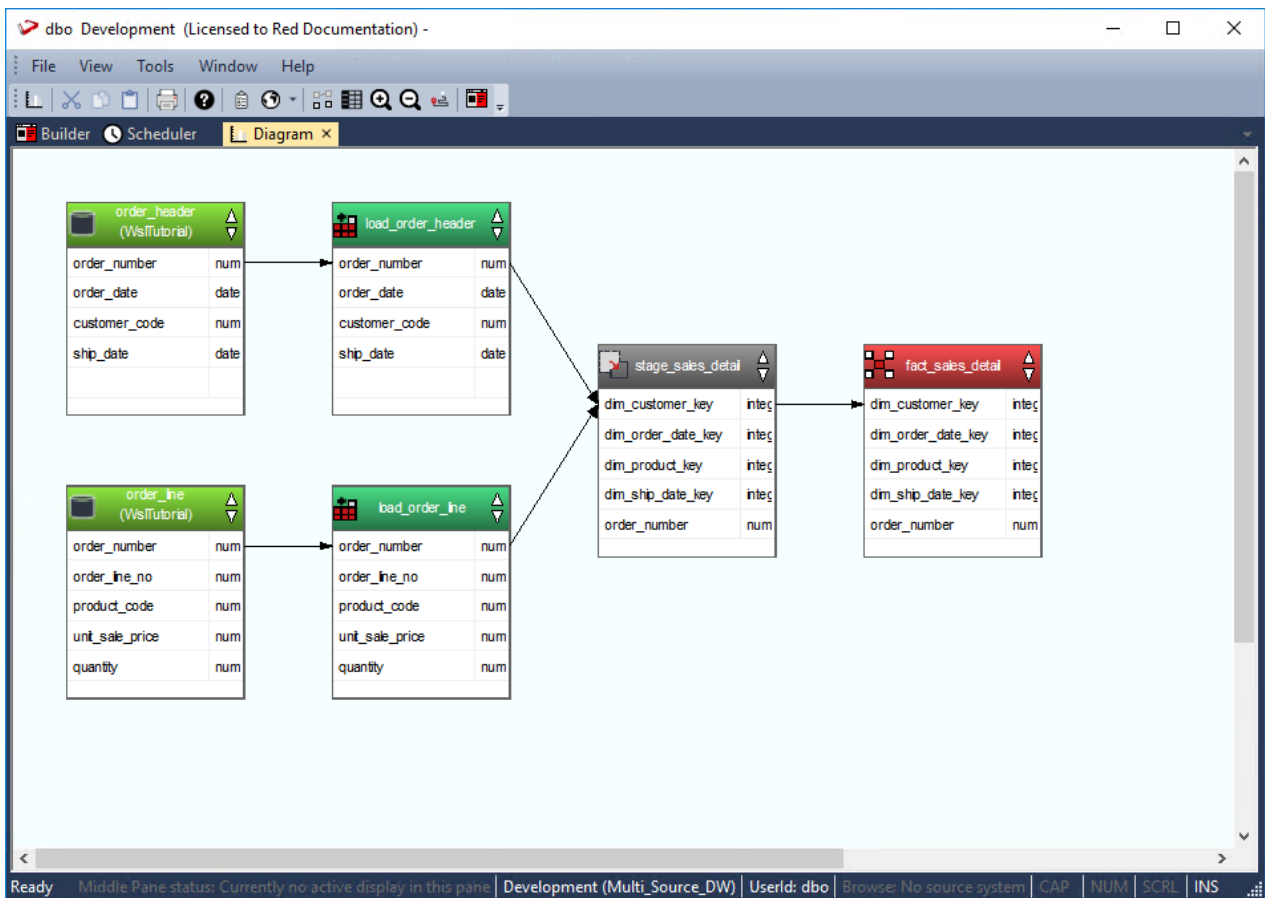 dbo Development (Licensed to Red Documentation) -
File View Tools Window Help
Builder Scheduler Diagram
order_header
(WslTutorial)
order_number num
order_date date
customer_code num
ship_date date
load_order_header
order_number num
order_date date
customer_code num
ship_date date
stage_sales_detail
dim_customer_key integ
dim_order_date_key integ
dim_product_key integ
dim_ship_date_key integ
order_number num
fact_sales_detail
dim_customer_key integ
dim_order_date_key integ
dim_product_key integ
dim_ship_date_key integ
order_number num
order_line
(WslTutorial)
order_number num
order_line_no num
product_code num
unit_sale_price num
quantity num
load_order_line
order_number num
order_line_no num
product_code num
unit_sale_price num
quantity num
Ready Middle Pane status: Currently no active display in this pane Development (Multi_Source_DW) UserId: dbo Browse: No source system CAP NUM SCRL INS